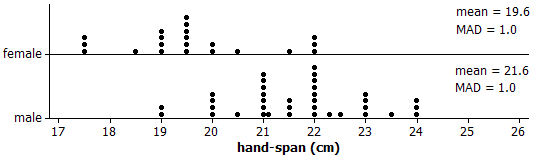 mean = 19.6
MAD = 1.0
female
mean = 21.6
MAD = 1.0
male
17 18 19 20 21 22 23 24 25 26
hand-span (cm)